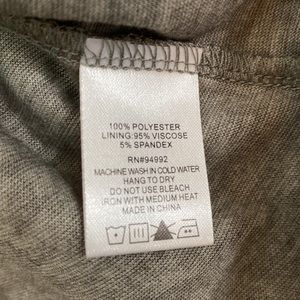 100% POLYESTER
LINING:95% VISCOSE
5% SPANDEX
RN#94992
MACHINE WASH IN COLD WATER
HANG TO DRY
DO NOT USE BLEACH
IRON WITH MEDIUM HEAT
MADE IN CHINA